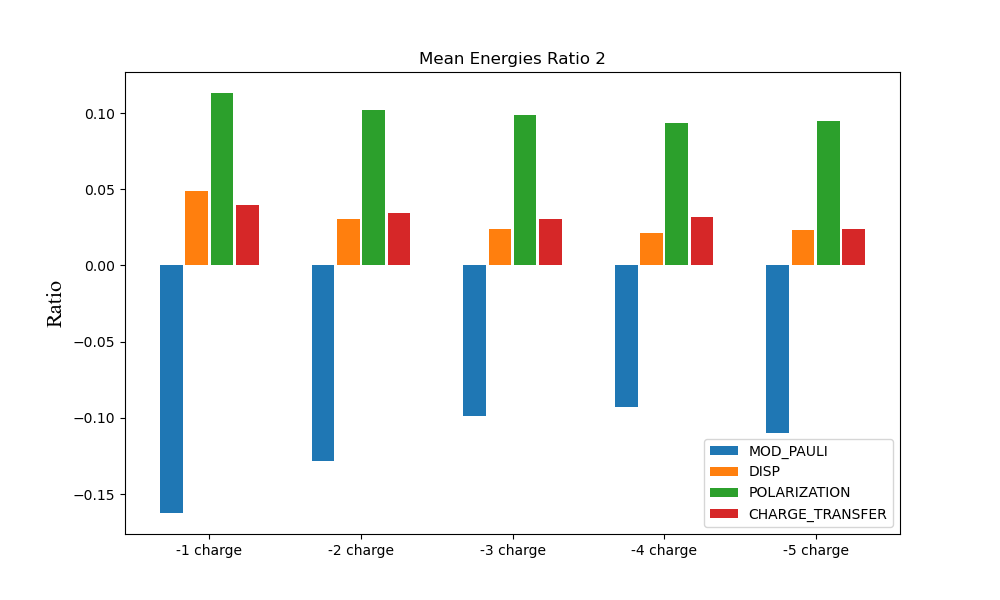 Mean Energies Ratio 2
Ratio
0.10
0.05
0.00
−0.05
−0.10
−0.15
-1 charge
-2 charge
-3 charge
-4 charge
-5 charge
MOD_PAULI
DISP
POLARIZATION
CHARGE_TRANSFER